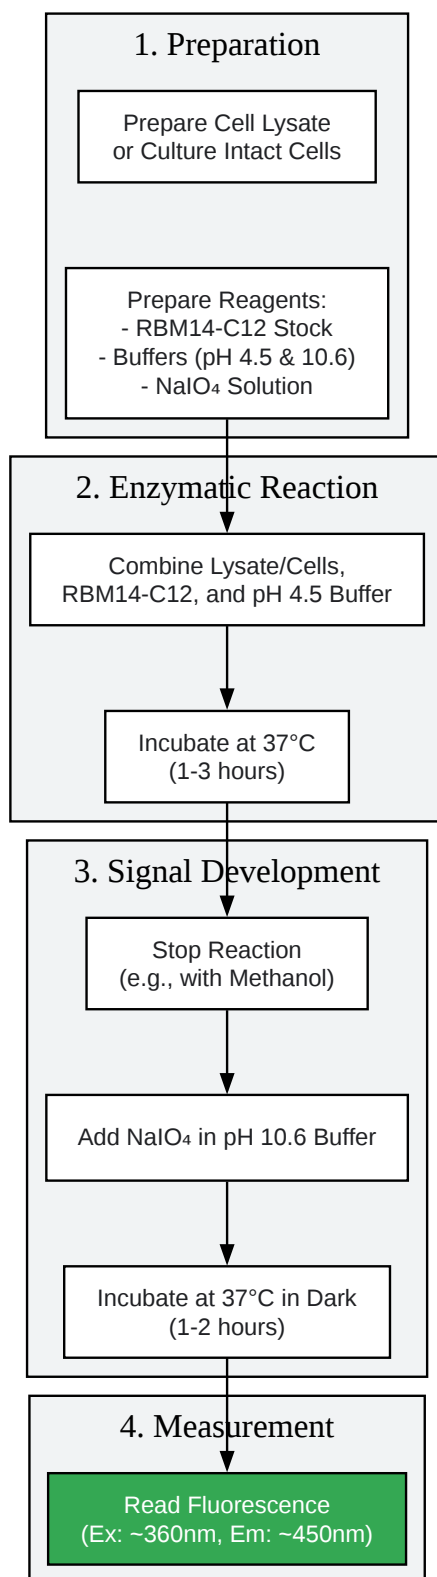 1. Preparation
Prepare Cell Lysate
or Culture Intact Cells
Prepare Reagents:
- RBM14-C12 Stock
- Buffers (pH 4.5 & 10.6)
- NaIO₄ Solution
2. Enzymatic Reaction
Combine Lysate/Cells,
RBM14-C12, and pH 4.5 Buffer
Incubate at 37°C
(1-3 hours)
3. Signal Development
Stop Reaction
(e.g., with Methanol)
Add NaIO₄ in pH 10.6 Buffer
Incubate at 37°C in Dark
(1-2 hours)
4. Measurement
Read Fluorescence
(Ex: ~360nm, Em: ~450nm)